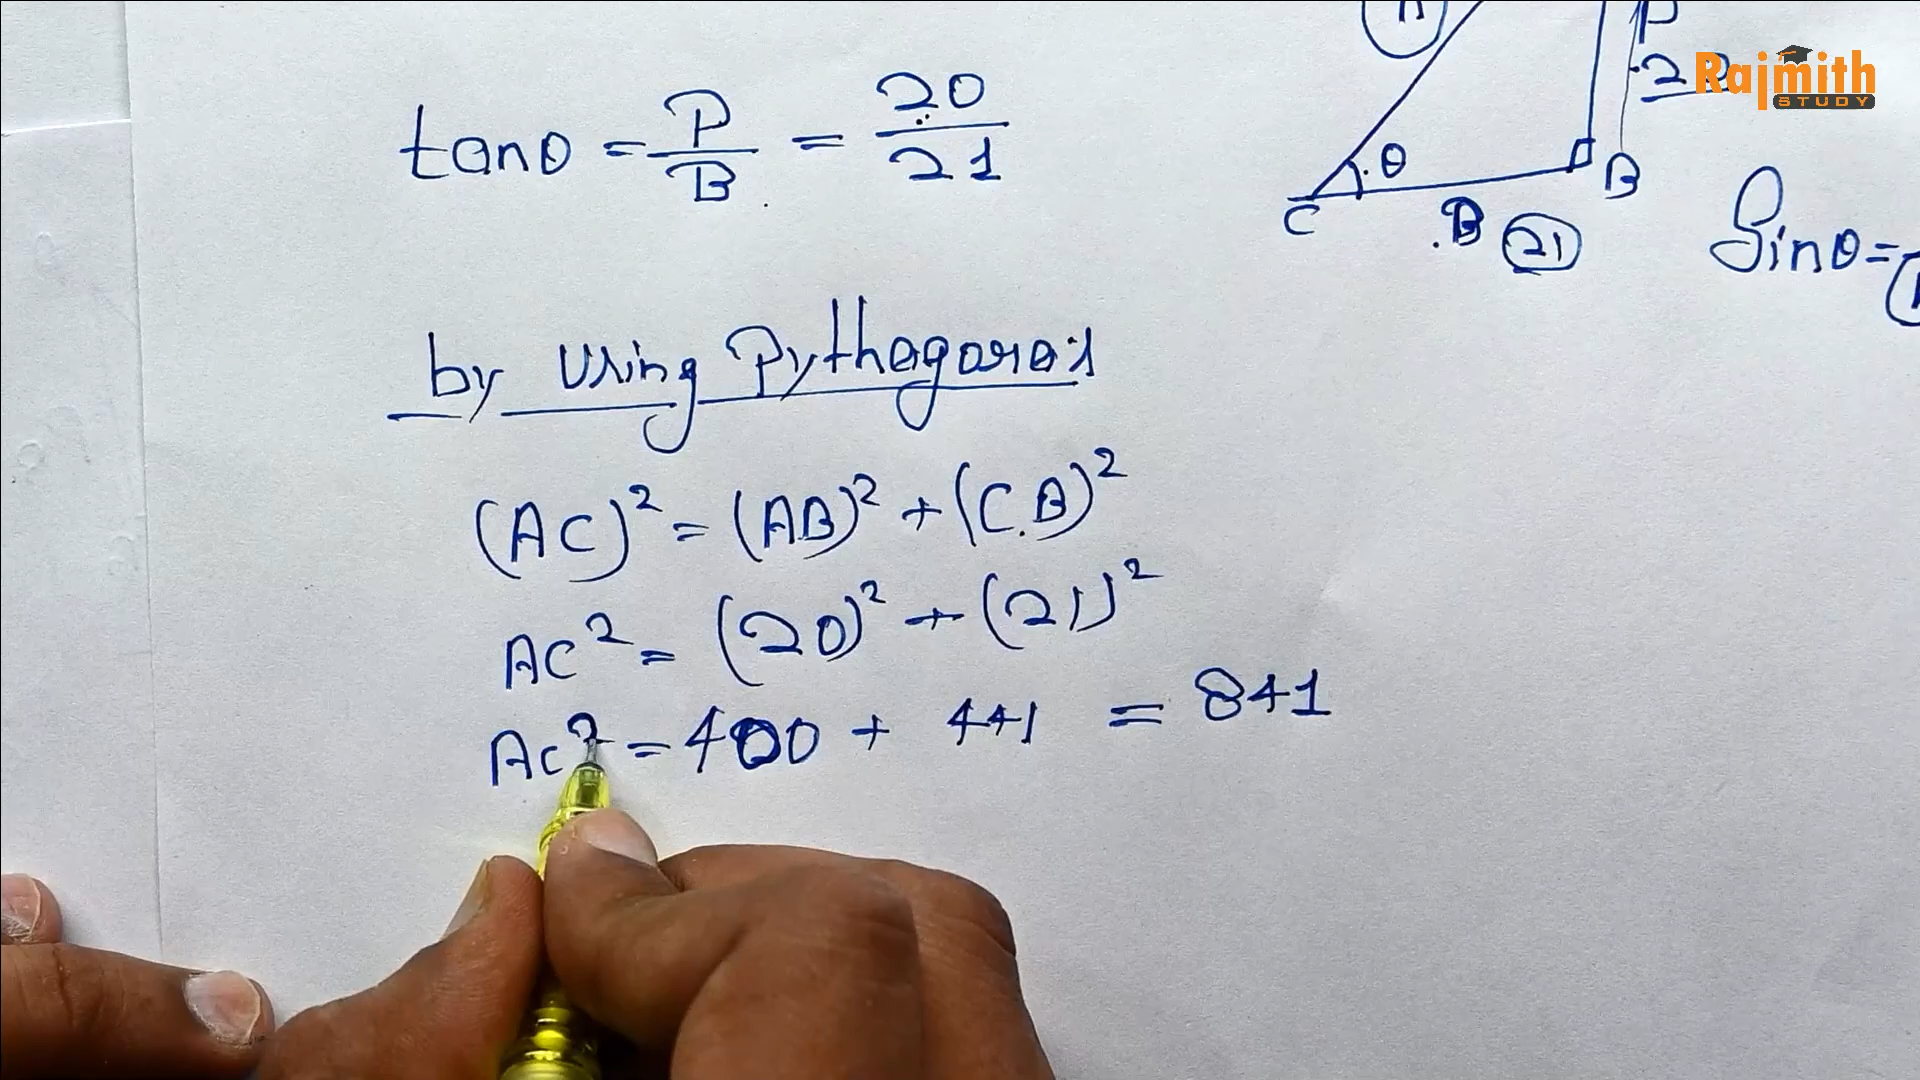 tanθ = P/B = 20/21
by Using Pythagoras
(AC)² = (AB)² + (C.B)²
AC² = (20)² + (21)²
AC² = 400 + 441 = 841
P
θ
C
B
B 21
Sinθ =
Rajmith
STUDY